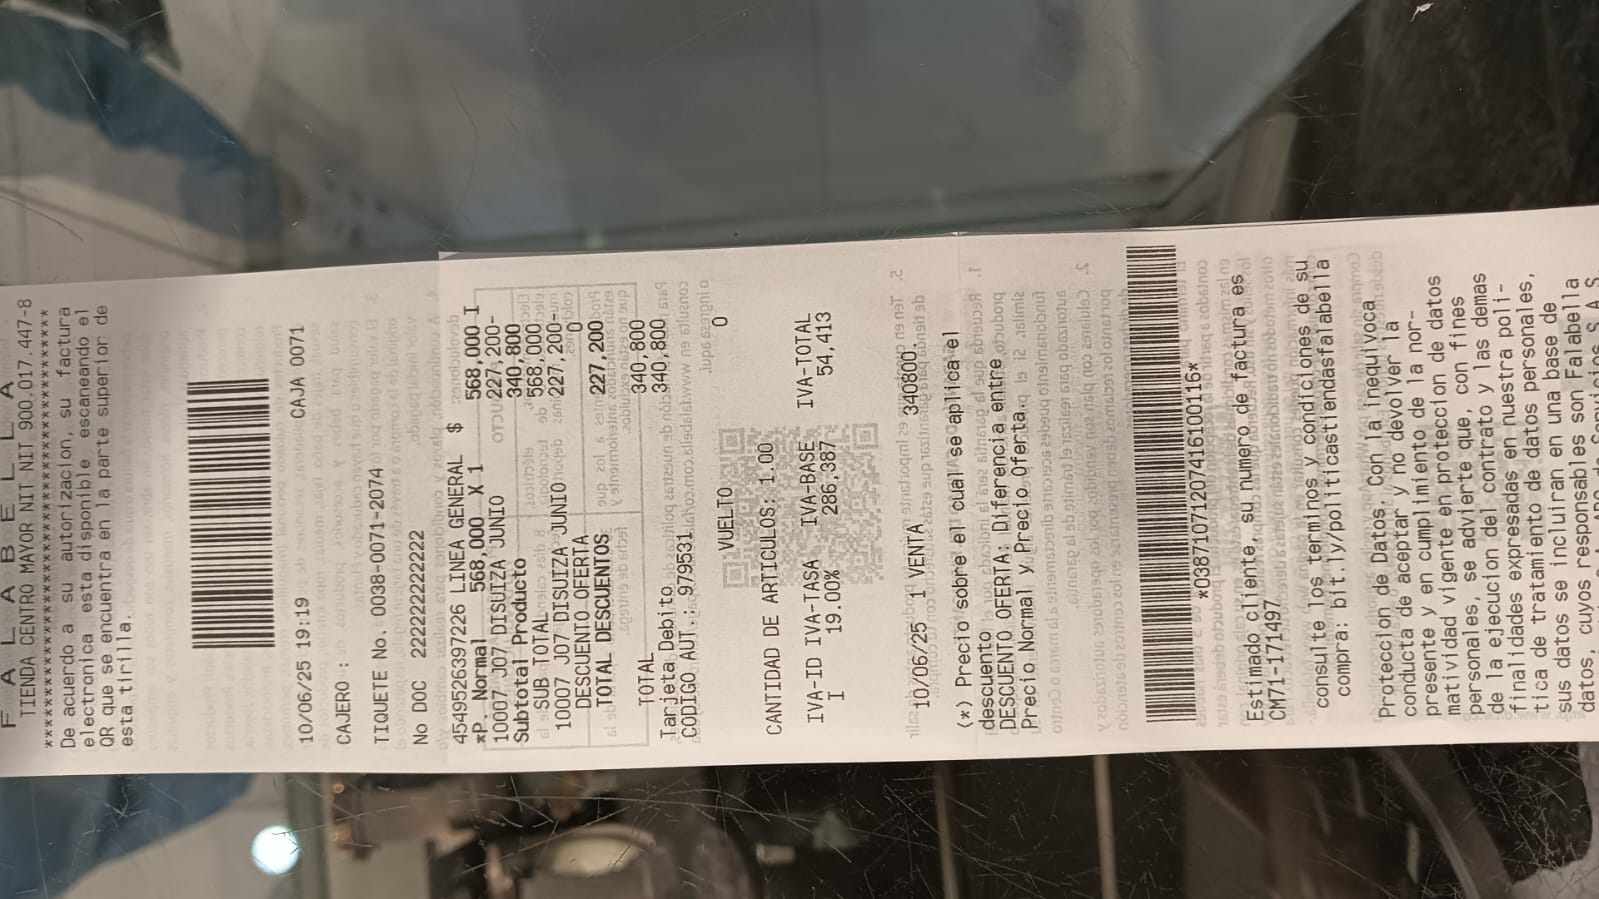 F A L A B E L L A
TIENDA CENTRO MAYOR NIT NIT 900.017.447-8
****************************************
De acuerdo a su autorizacion, su factura
electronica esta disponible escaneando el
QR que se encuentra en la parte superior de
esta tirilla.
10/06/25 19:19 CAJA 0071
CAJERO :
TIQUETE No. 0038-0071-2074
No DOC 222222222222
4549526397226 LINEA GENERAL $
*P. Normal 568,000 X 1 568,000 I
10007 J07 DISUIZA JUNIO 227,200-
Subtotal Producto 340,800
SUB TOTAL 568,000
10007 J07 DISUIZA JUNIO 227,200-
DESCUENTO OFERTA 0
TOTAL DESCUENTOS 227,200
TOTAL 340,800
Tarjeta Debito 340,800
CODIGO AUT.: 979531
VUELTO 0
CANTIDAD DE ARTICULOS: 1.00
IVA-ID IVA-TASA IVA-BASE IVA-TOTAL
I 19.00% 286,387 54,413
10/06/25 1 VENTA 340800.
(*) Precio sobre el cual se aplica el
descuento
DESCUENTO OFERTA: Diferencia entre
Precio Normal y Precio Oferta.
*03871071207416100116*
Estimado cliente, su numero de factura es
CM71-171497
consulte los terminos y condiciones de su
compra: bit.ly/politicastiendasfalabella
Proteccion de Datos. Con la inequivoca
conducta de aceptar y no devolver la
presente y en cumplimiento de la nor-
matividad vigente en proteccion de datos
personales, se advierte que, con fines
de la ejecucion del contrato y las demas
finalidades expresadas en nuestra poli-
tica de tratamiento de datos personales,
sus datos se incluiran en una base de
datos, cuyos responsables son Falabella